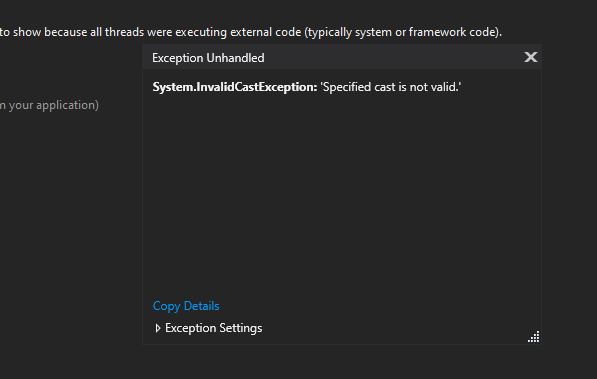 to show because all threads were executing external code (typically system or framework code).
Exception Unhandled
System.InvalidCastException: 'Specified cast is not valid.'
m your application)
Copy Details
Exception Settings